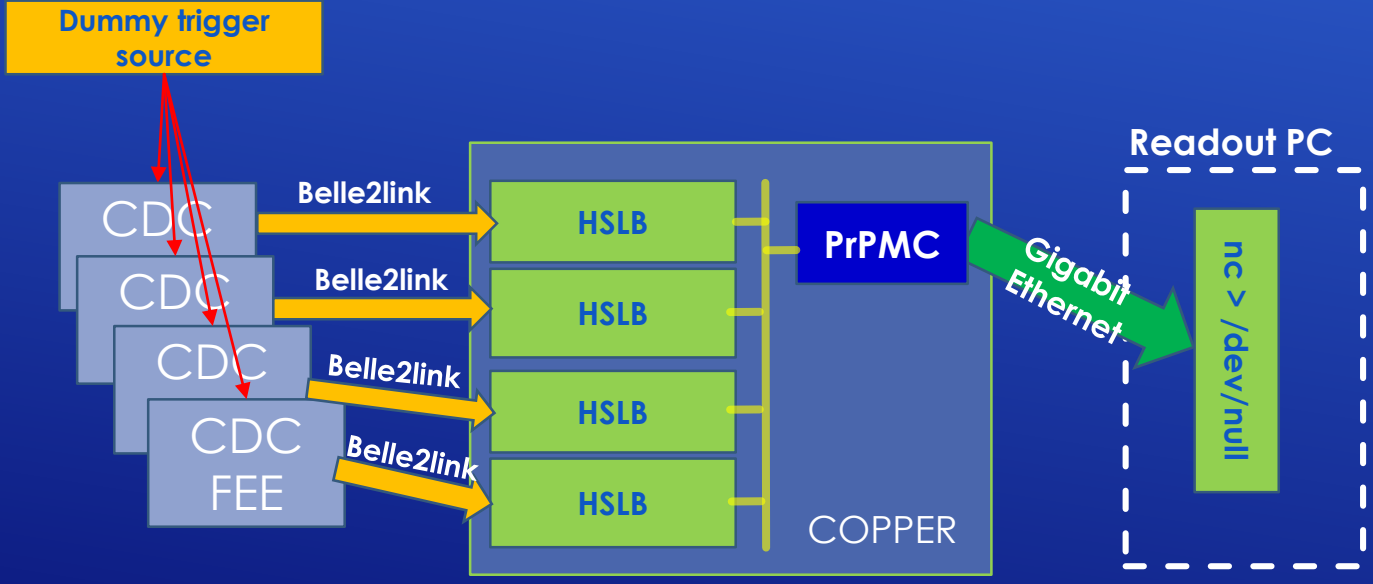 Dummy trigger
source
Readout PC
CDC
Belle2link
HSLB
PrPMC
Gigabit
Ethernet
nc > /dev/null
CDC
Belle2link
HSLB
CDC
Belle2link
HSLB
CDC
FEE
Belle2link
HSLB
COPPER